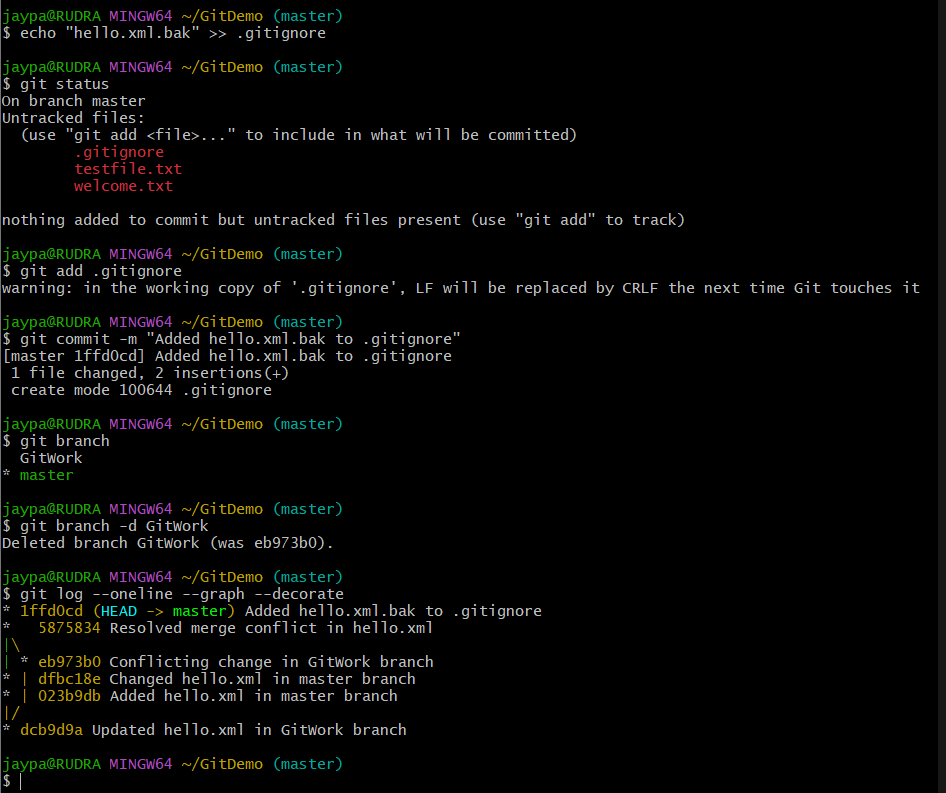 jaypa@RUDRA MINGW64 ~/GitDemo (master)
$ echo "hello.xml.bak" >> .gitignore

jaypa@RUDRA MINGW64 ~/GitDemo (master)
$ git status
On branch master
Untracked files:
  (use "git add <file>..." to include in what will be committed)
        .gitignore
        testfile.txt
        welcome.txt

nothing added to commit but untracked files present (use "git add" to track)

jaypa@RUDRA MINGW64 ~/GitDemo (master)
$ git add .gitignore
warning: in the working copy of '.gitignore', LF will be replaced by CRLF the next time Git touches it

jaypa@RUDRA MINGW64 ~/GitDemo (master)
$ git commit -m "Added hello.xml.bak to .gitignore"
[master 1ffd0cd] Added hello.xml.bak to .gitignore
 1 file changed, 2 insertions(+)
 create mode 100644 .gitignore

jaypa@RUDRA MINGW64 ~/GitDemo (master)
$ git branch
  GitWork
* master

jaypa@RUDRA MINGW64 ~/GitDemo (master)
$ git branch -d GitWork
Deleted branch GitWork (was eb973b0).

jaypa@RUDRA MINGW64 ~/GitDemo (master)
$ git log --oneline --graph --decorate
* 1ffd0cd (HEAD -> master) Added hello.xml.bak to .gitignore
*   5875834 Resolved merge conflict in hello.xml
|\
| * eb973b0 Conflicting change in GitWork branch
* | dfbc18e Changed hello.xml in master branch
* | 023b9db Added hello.xml in master branch
|/
* dcb9d9a Updated hello.xml in GitWork branch

jaypa@RUDRA MINGW64 ~/GitDemo (master)
$